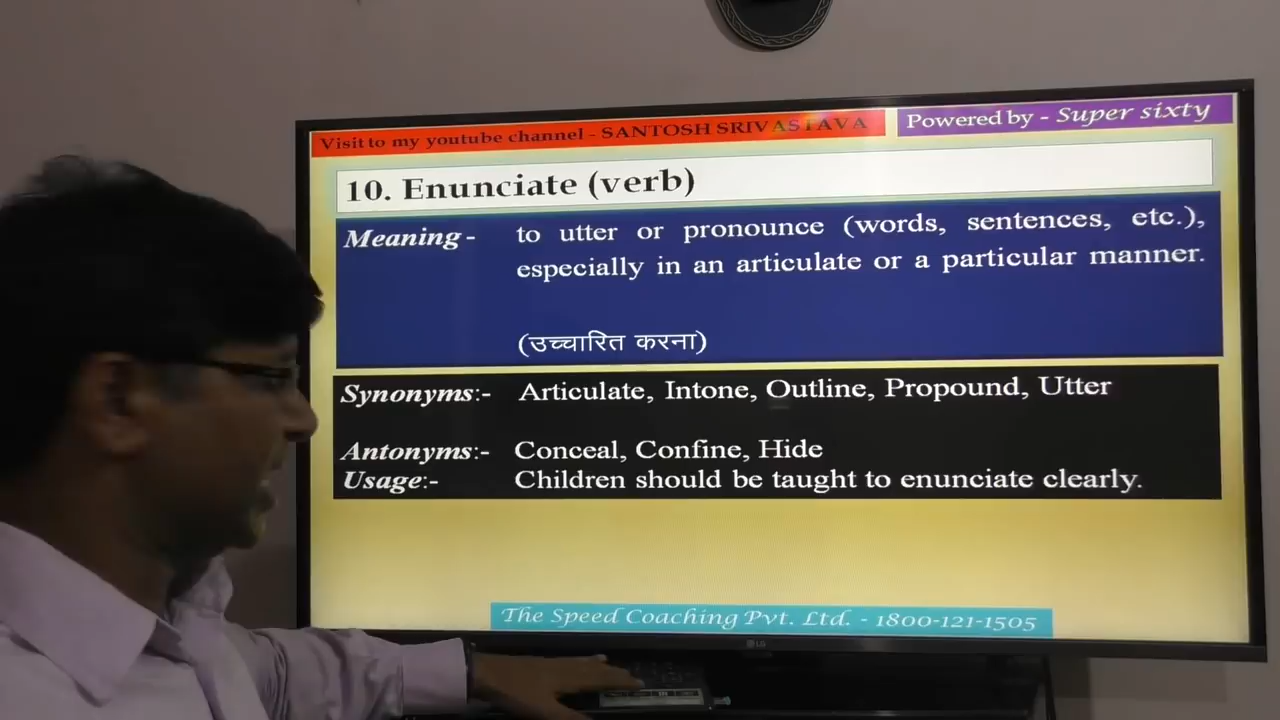 Visit to my youtube channel - SANTOSH SRIVASTAVA
Powered by - Super sixty
10. Enunciate (verb)
Meaning - to utter or pronounce (words, sentences, etc.),
especially in an articulate or a particular manner.
(उच्चारित करना)
Synonyms:- Articulate, Intone, Outline, Propound, Utter
Antonyms:- Conceal, Confine, Hide
Usage:- Children should be taught to enunciate clearly.
The Speed Coaching Pvt. Ltd. - 1800-121-1505
LG